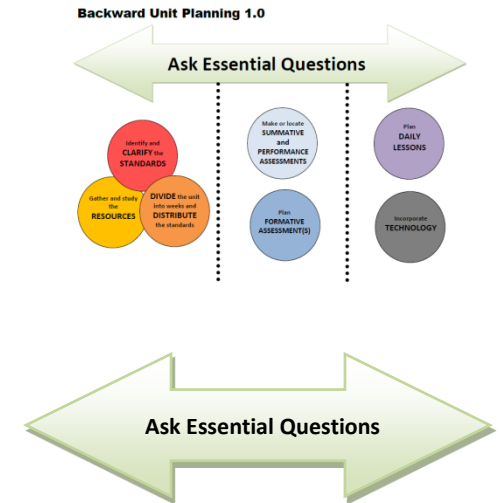 Backward Unit Planning 1.0
Ask Essential Questions
Identify and
CLARIFY the
STANDARDS
Gather and study
the
RESOURCES
DIVIDE the unit
into weeks and
DISTRIBUTE
the standards
Make or locate
SUMMATIVE
and
PERFORMANCE
ASSESSMENTS
Plan
FORMATIVE
ASSESSMENT(S)
Plan
DAILY
LESSONS
Incorporate
TECHNOLOGY
Ask Essential Questions